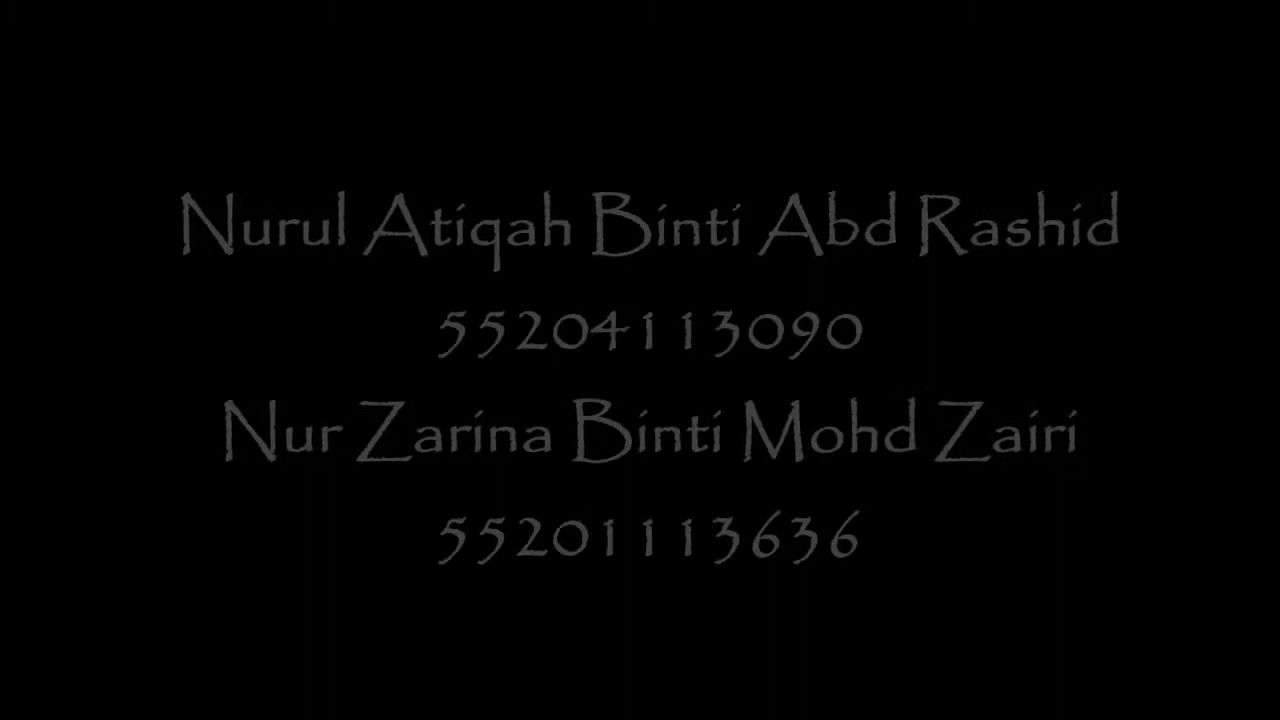 Nurul Atiqah Binti Abd Rashid
55204113090
Nur Zarina Binti Mohd Zairi
55201113636